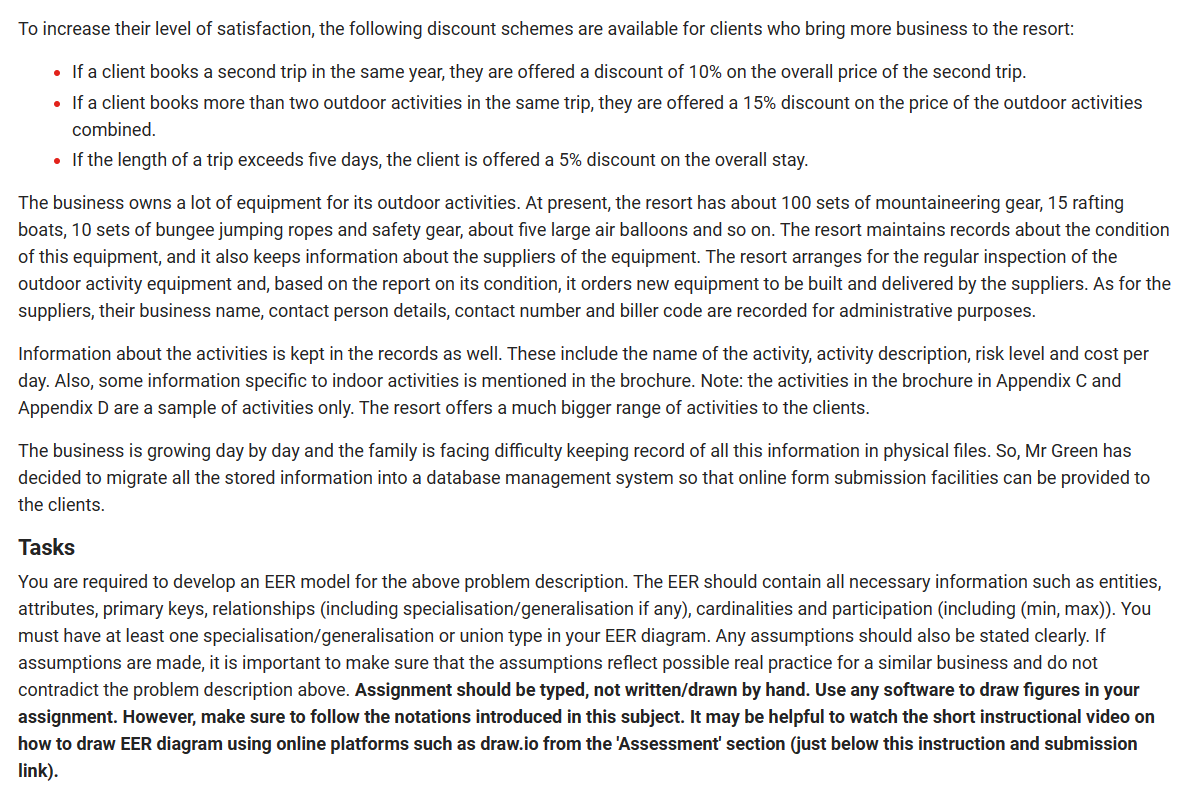 To increase their level of satisfaction, the following discount schemes are available for clients who bring more business to the resort:
• If a client books a second trip in the same year, they are offered a discount of 10% on the overall price of the second trip.
• If a client books more than two outdoor activities in the same trip, they are offered a 15% discount on the price of the outdoor activities
combined.
• If the length of a trip exceeds five days, the client is offered a 5% discount on the overall stay.
The business owns a lot of equipment for its outdoor activities. At present, the resort has about 100 sets of mountaineering gear, 15 rafting
boats, 10 sets of bungee jumping ropes and safety gear, about five large air balloons and so on. The resort maintains records about the condition
of this equipment, and it also keeps information about the suppliers of the equipment. The resort arranges for the regular inspection of the
outdoor activity equipment and, based on the report on its condition, it orders new equipment to be built and delivered by the suppliers. As for the
suppliers, their business name, contact person details, contact number and biller code are recorded for administrative purposes.
Information about the activities is kept in the records as well. These include the name of the activity, activity description, risk level and cost per
day. Also, some information specific to indoor activities is mentioned in the brochure. Note: the activities in the brochure in Appendix C and
Appendix D are a sample of activities only. The resort offers a much bigger range of activities to the clients.
The business is growing day by day and the family is facing difficulty keeping record of all this information in physical files. So, Mr Green has
decided to migrate all the stored information into a database management system so that online form submission facilities can be provided to
the clients.
Tasks
You are required to develop an EER model for the above problem description. The EER should contain all necessary information such as entities,
attributes, primary keys, relationships (including specialisation/generalisation if any), cardinalities and participation (including (min, max)). You
must have at least one specialisation/generalisation or union type in your EER diagram. Any assumptions should also be stated clearly. If
assumptions are made, it is important to make sure that the assumptions reflect possible real practice for a similar business and do not
contradict the problem description above. Assignment should be typed, not written/drawn by hand. Use any software to draw figures in your
assignment. However, make sure to follow the notations introduced in this subject. It may be helpful to watch the short instructional video on
how to draw EER diagram using online platforms such as draw.io from the 'Assessment' section (just below this instruction and submission
link).